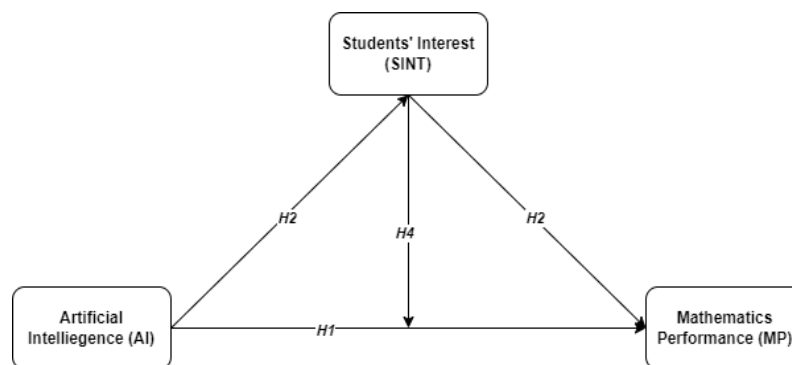 Students' Interest
(SINT)
H2
H2
H4
Artificial
Intelliegence (AI)
H1
Mathematics
Performance (MP)